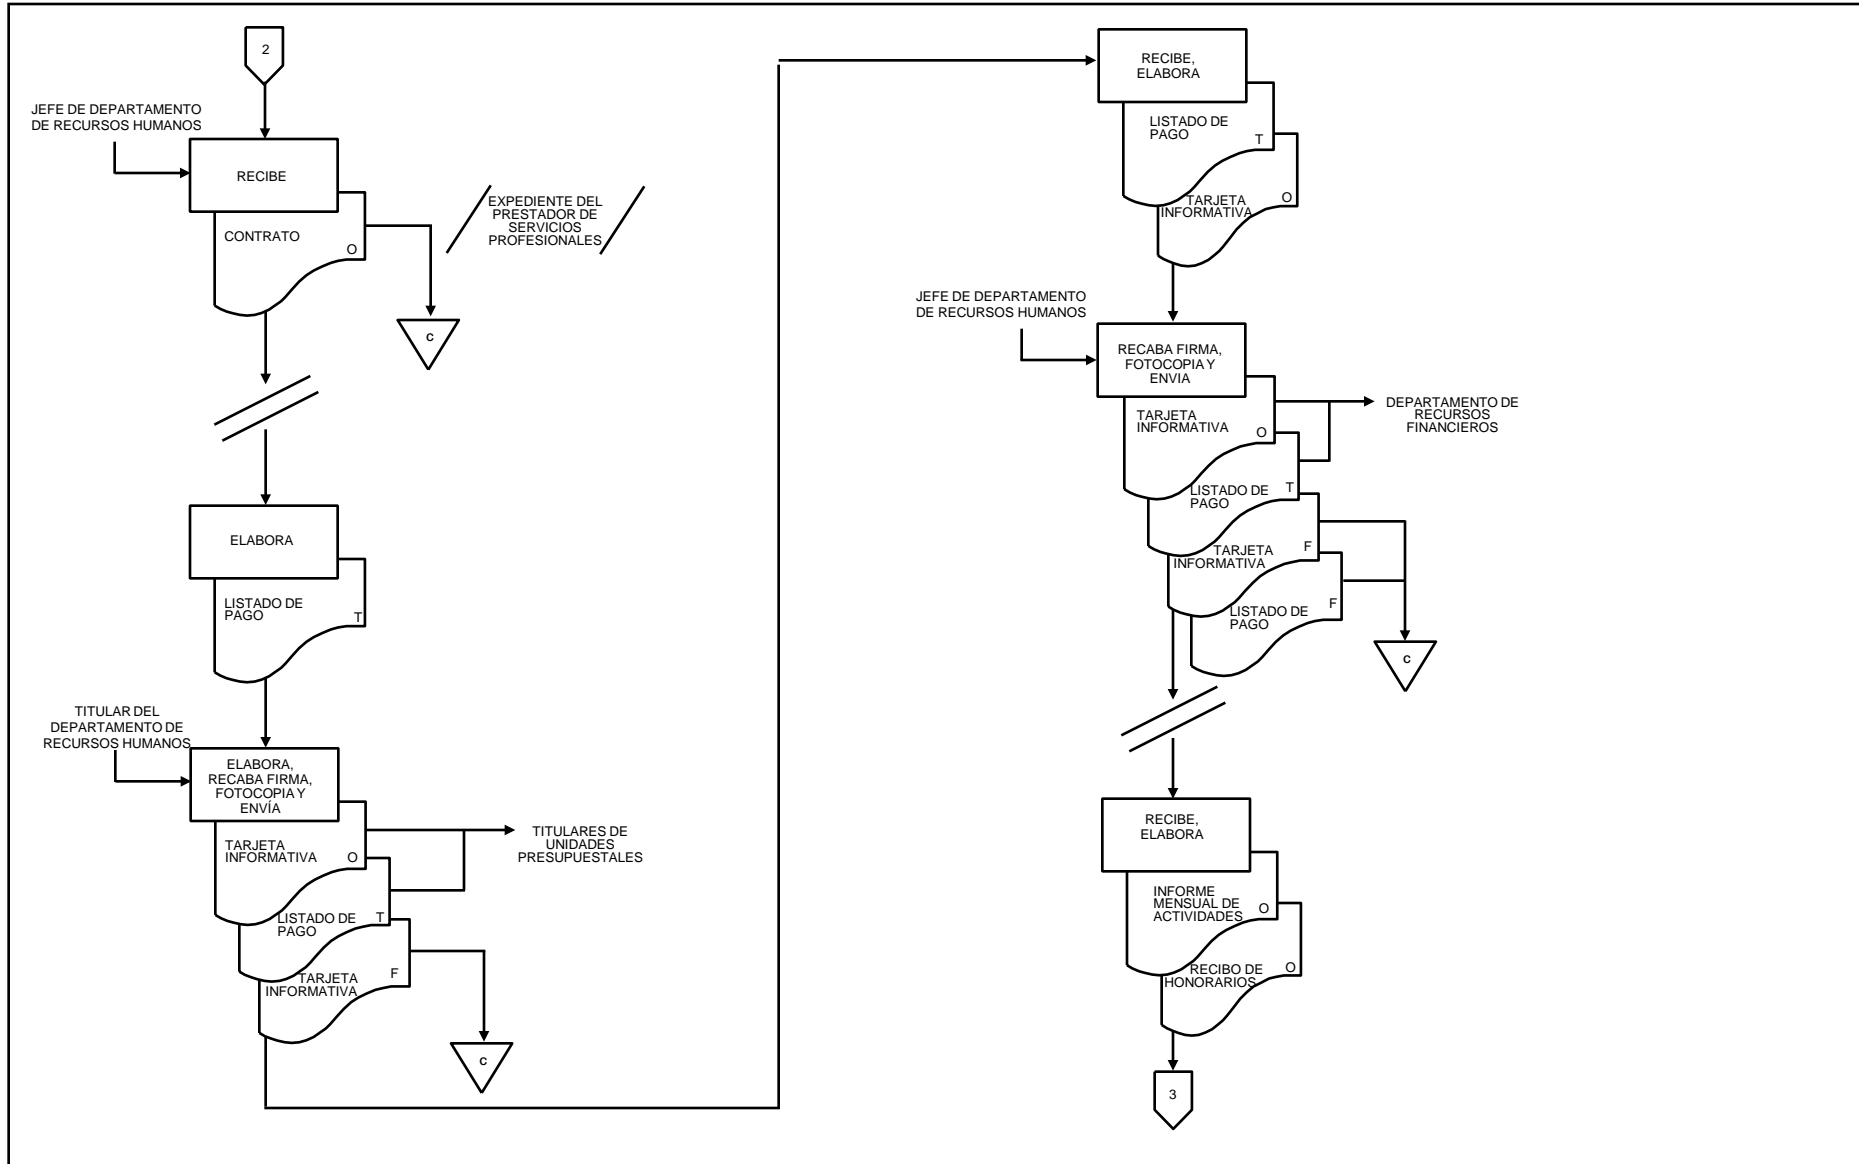 2
JEFE DE DEPARTAMENTO
DE RECURSOS HUMANOS
RECIBE
CONTRATO
O
EXPEDIENTE DEL
PRESTADOR DE
SERVICIOS
PROFESIONALES
C
ELABORA
LISTADO DE
PAGO
T
TITULAR DEL
DEPARTAMENTO DE
RECURSOS HUMANOS
ELABORA,
RECABA FIRMA,
FOTOCOPIA Y
ENVÍA
TARJETA
INFORMATIVA
O
TITULARES DE
UNIDADES
PRESUPUESTALES
LISTADO DE
PAGO
T
TARJETA
INFORMATIVA
F
C
RECIBE,
ELABORA
LISTADO DE
PAGO
T
TARJETA
INFORMATIVA
O
JEFE DE DEPARTAMENTO
DE RECURSOS HUMANOS
RECABA FIRMA,
FOTOCOPIA Y
ENVIA
TARJETA
INFORMATIVA
O
DEPARTAMENTO DE
RECURSOS
FINANCIEROS
LISTADO DE
PAGO
T
TARJETA
INFORMATIVA
F
LISTADO DE
PAGO
F
C
RECIBE,
ELABORA
INFORME
MENSUAL DE
ACTIVIDADES
O
RECIBO DE
HONORARIOS
O
3